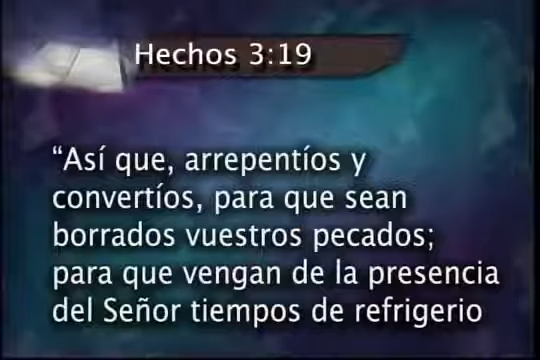 Hechos 3:19
“Así que, arrepentíos y
convertíos, para que sean
borrados vuestros pecados;
para que vengan de la presencia
del Señor tiempos de refrigerio